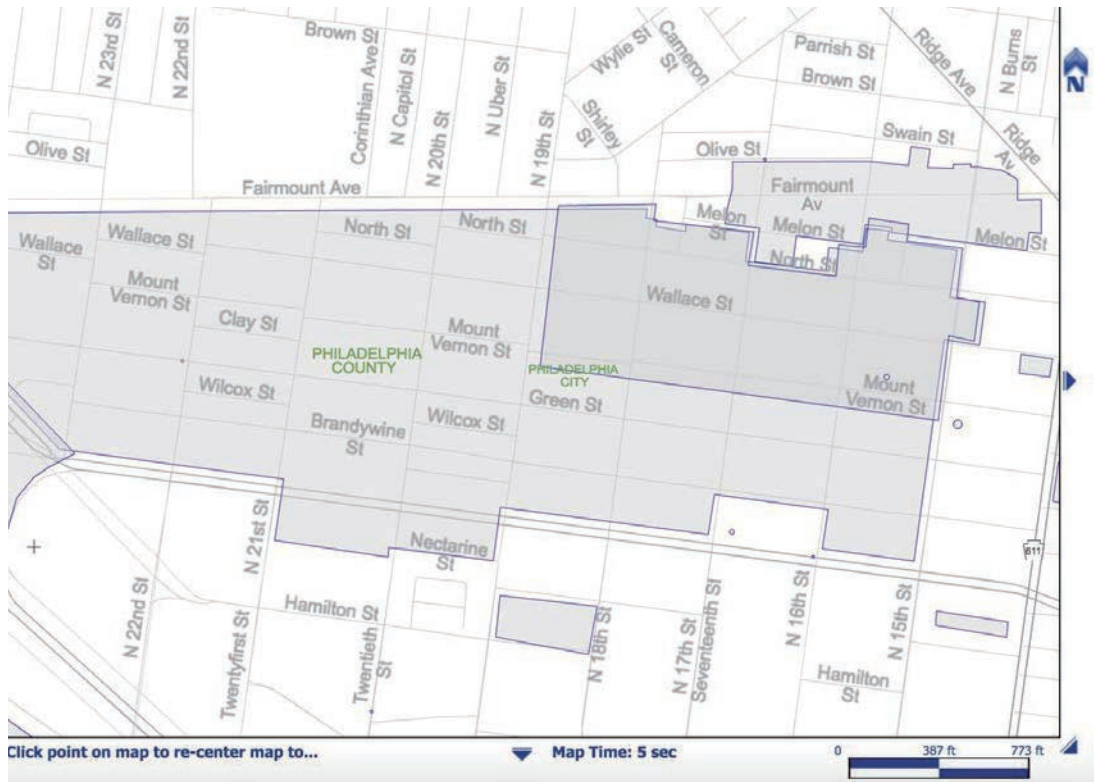 N 23rd St
N 22nd St
Brown St
Corinthian Ave
N Capitol St
N 20th St
N Uber St
N 19th St
Wylie St
Cameron
St
Shirley
St
Parrish St
Brown St
Ridge Ave
N Burns
St
N
Swain St
Ridge
Av
Olive St
Olive St
Fairmount Ave
Fairmount
Av
Wallace
St
Wallace St
North St
North St
Melon
St
Melon St
Melon St
North St
Mount
Vernon St
Wallace St
Clay St
Mount
Vernon St
PHILADELPHIA
COUNTY
PHILADELPHIA
CITY
Mount
Vernon St
Wilcox St
Green St
Brandywine
St
Wilcox St
N 21st St
Nectarine
St
611
N 22nd St
Hamilton St
Twentyfirst St
Twentieth
St
N 18th St
N 17th St
Seventeenth St
N 16th St
N 15th St
Hamilton
St
Click point on map to re-center map to...
Map Time: 5 sec
0 387 ft 773 ft